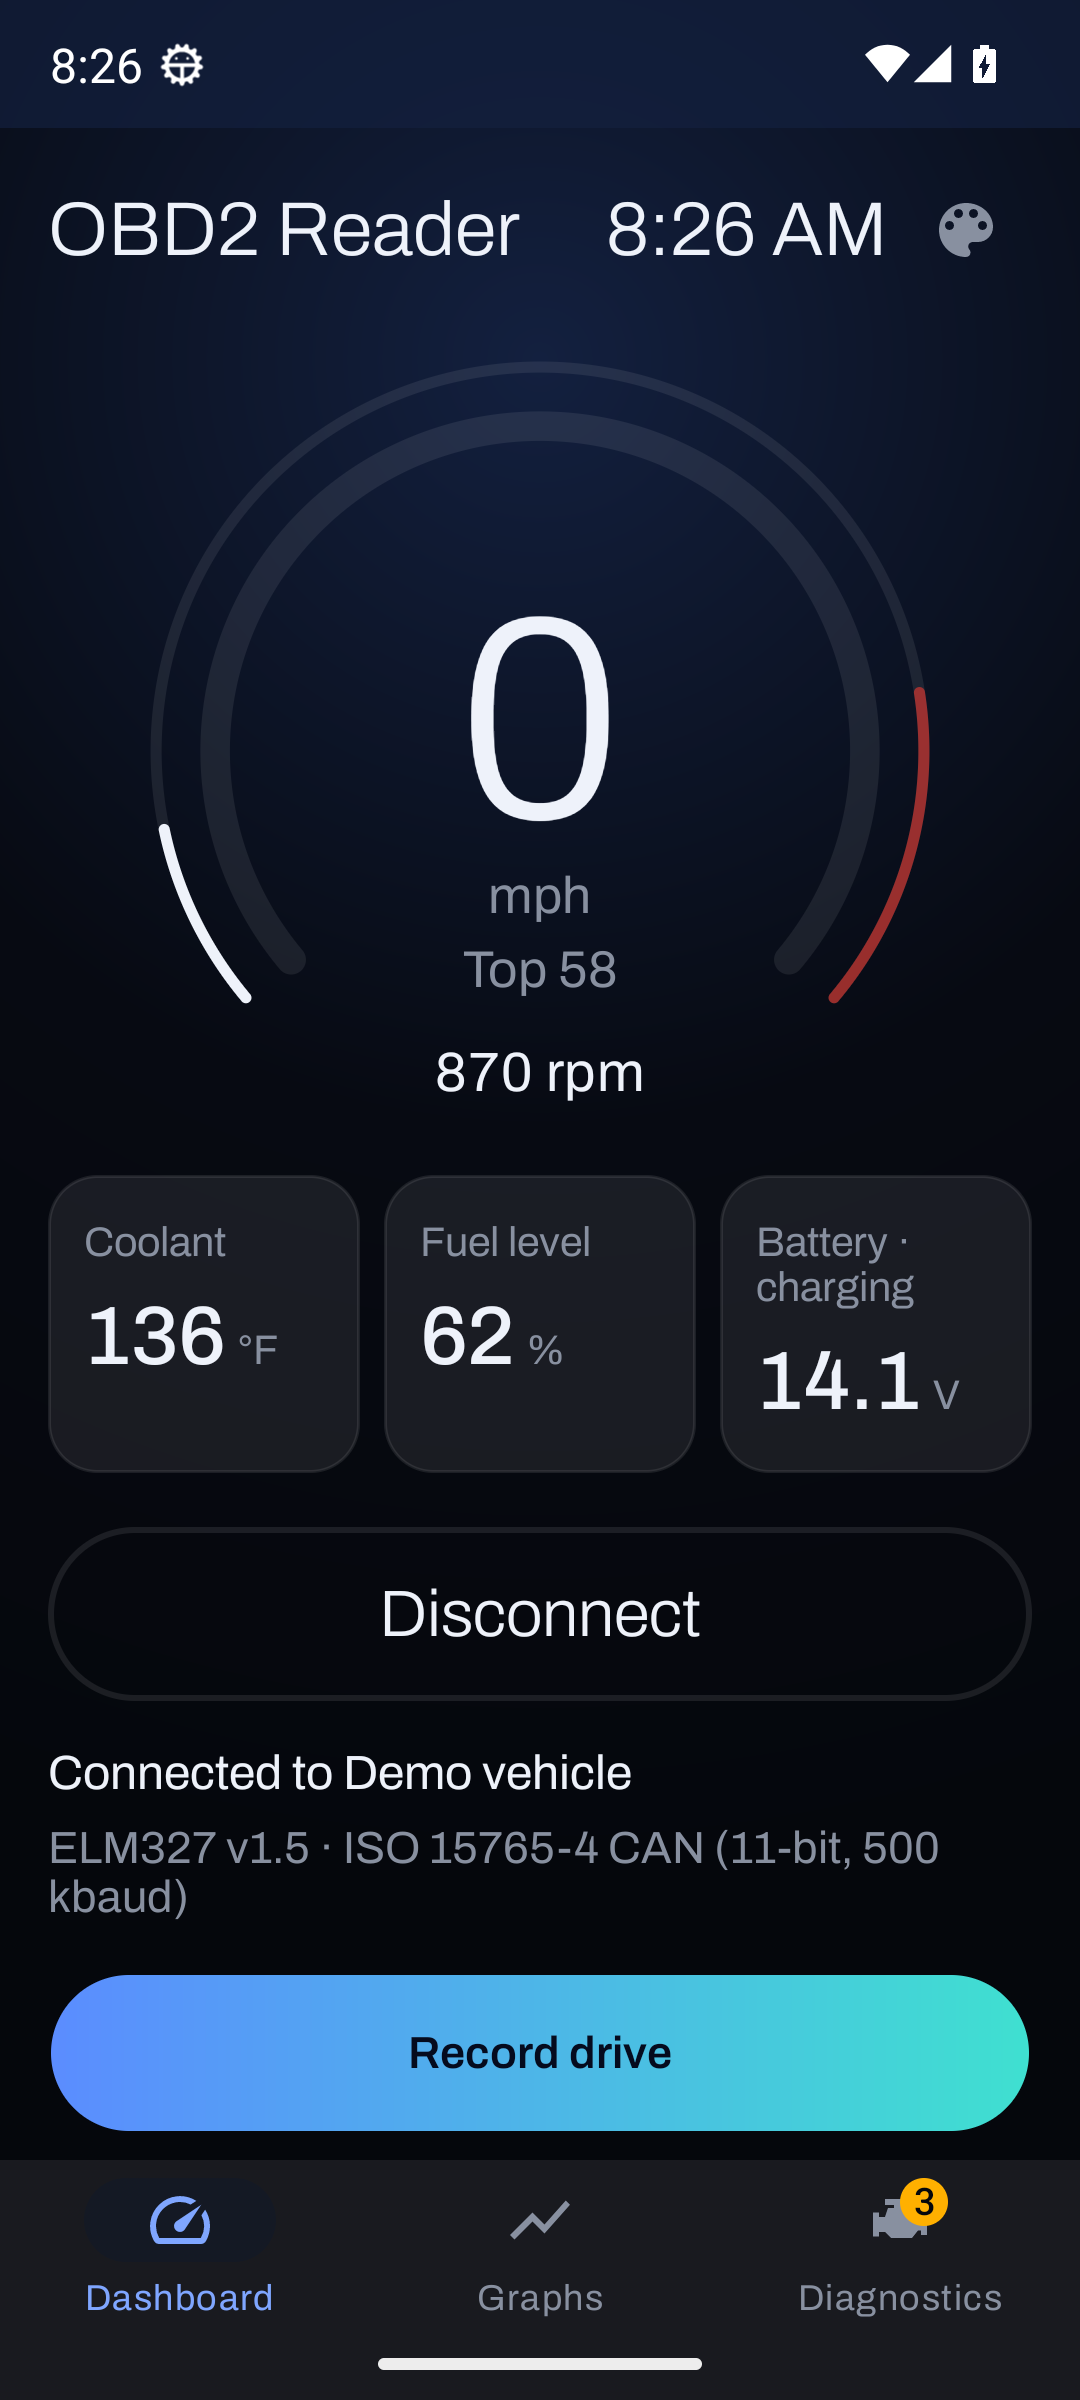 8:26
OBD2 Reader 8:26 AM
0
mph
Top 58
870 rpm
Coolant
136 °F
Fuel level
62 %
Battery ·
charging
14.1 V
Disconnect
Connected to Demo vehicle
ELM327 v1.5 · ISO 15765-4 CAN (11-bit, 500
kbaud)
Record drive
3
Dashboard Graphs Diagnostics